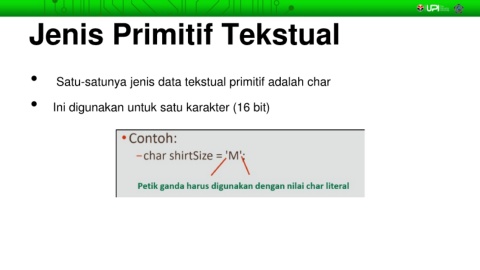 UPI
Jenis Primitif Tekstual
• Satu-satunya jenis data tekstual primitif adalah char
• Ini digunakan untuk satu karakter (16 bit)
• Contoh:
–char shirtSize = 'M';
Petik ganda harus digunakan dengan nilai char literal